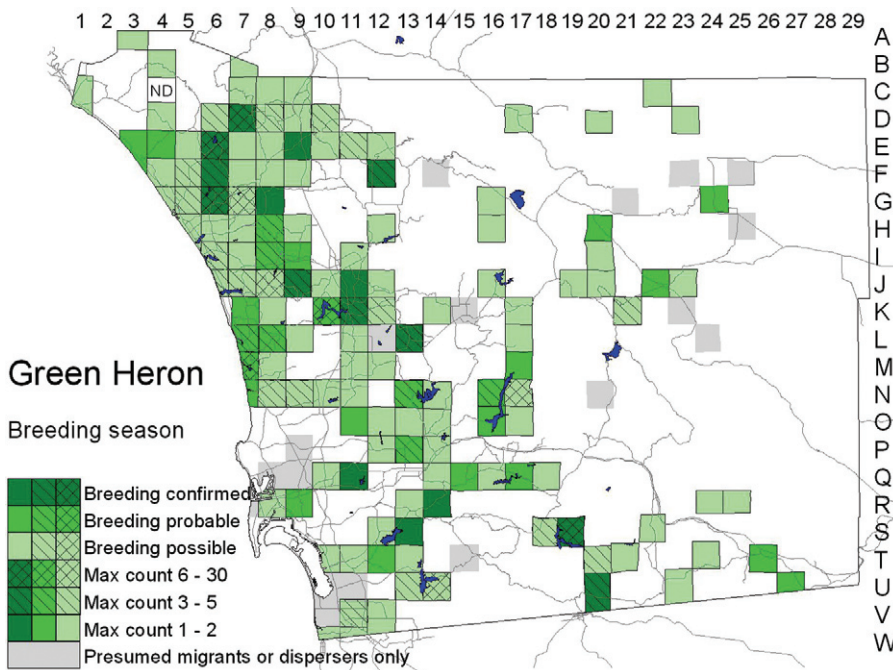 1 2 3 4 5 6 7 8 9 10 11 12 13 14 15 16 17 18 19 20 21 22 23 24 25 26 27 28 29
A
B
C
D
E
F
G
H
I
J
K
L
M
N
O
P
Q
R
S
T
U
V
W
ND
Green Heron
Breeding season
Breeding confirmed
Breeding probable
Breeding possible
Max count 6 - 30
Max count 3 - 5
Max count 1 - 2
Presumed migrants or dispersers only